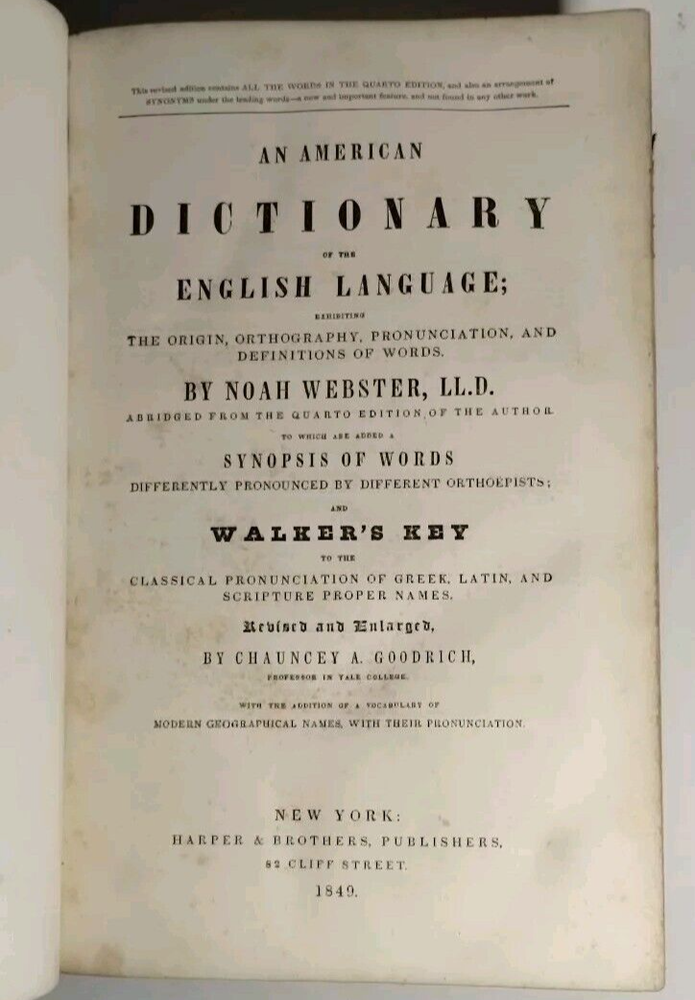 This revised edition contains ALL THE WORDS IN THE QUARTO EDITION, and also an arrangement of
SYNONYMS under the leading words—a new and important feature, and not found in any other work.
AN AMERICAN
DICTIONARY
OF THE
ENGLISH LANGUAGE;
EXHIBITING
THE ORIGIN, ORTHOGRAPHY, PRONUNCIATION, AND
DEFINITIONS OF WORDS.
BY NOAH WEBSTER, LL.D.
ABRIDGED FROM THE QUARTO EDITION OF THE AUTHOR.
TO WHICH ARE ADDED A
SYNOPSIS OF WORDS
DIFFERENTLY PRONOUNCED BY DIFFERENT ORTHOËPISTS;
AND
WALKER'S KEY
TO THE
CLASSICAL PRONUNCIATION OF GREEK, LATIN, AND
SCRIPTURE PROPER NAMES.
Revised and Enlarged,
BY CHAUNCEY A. GOODRICH,
PROFESSOR IN YALE COLLEGE.
WITH THE ADDITION OF A VOCABULARY OF
MODERN GEOGRAPHICAL NAMES, WITH THEIR PRONUNCIATION.
NEW YORK:
HARPER & BROTHERS, PUBLISHERS,
82 CLIFF STREET.
1849.